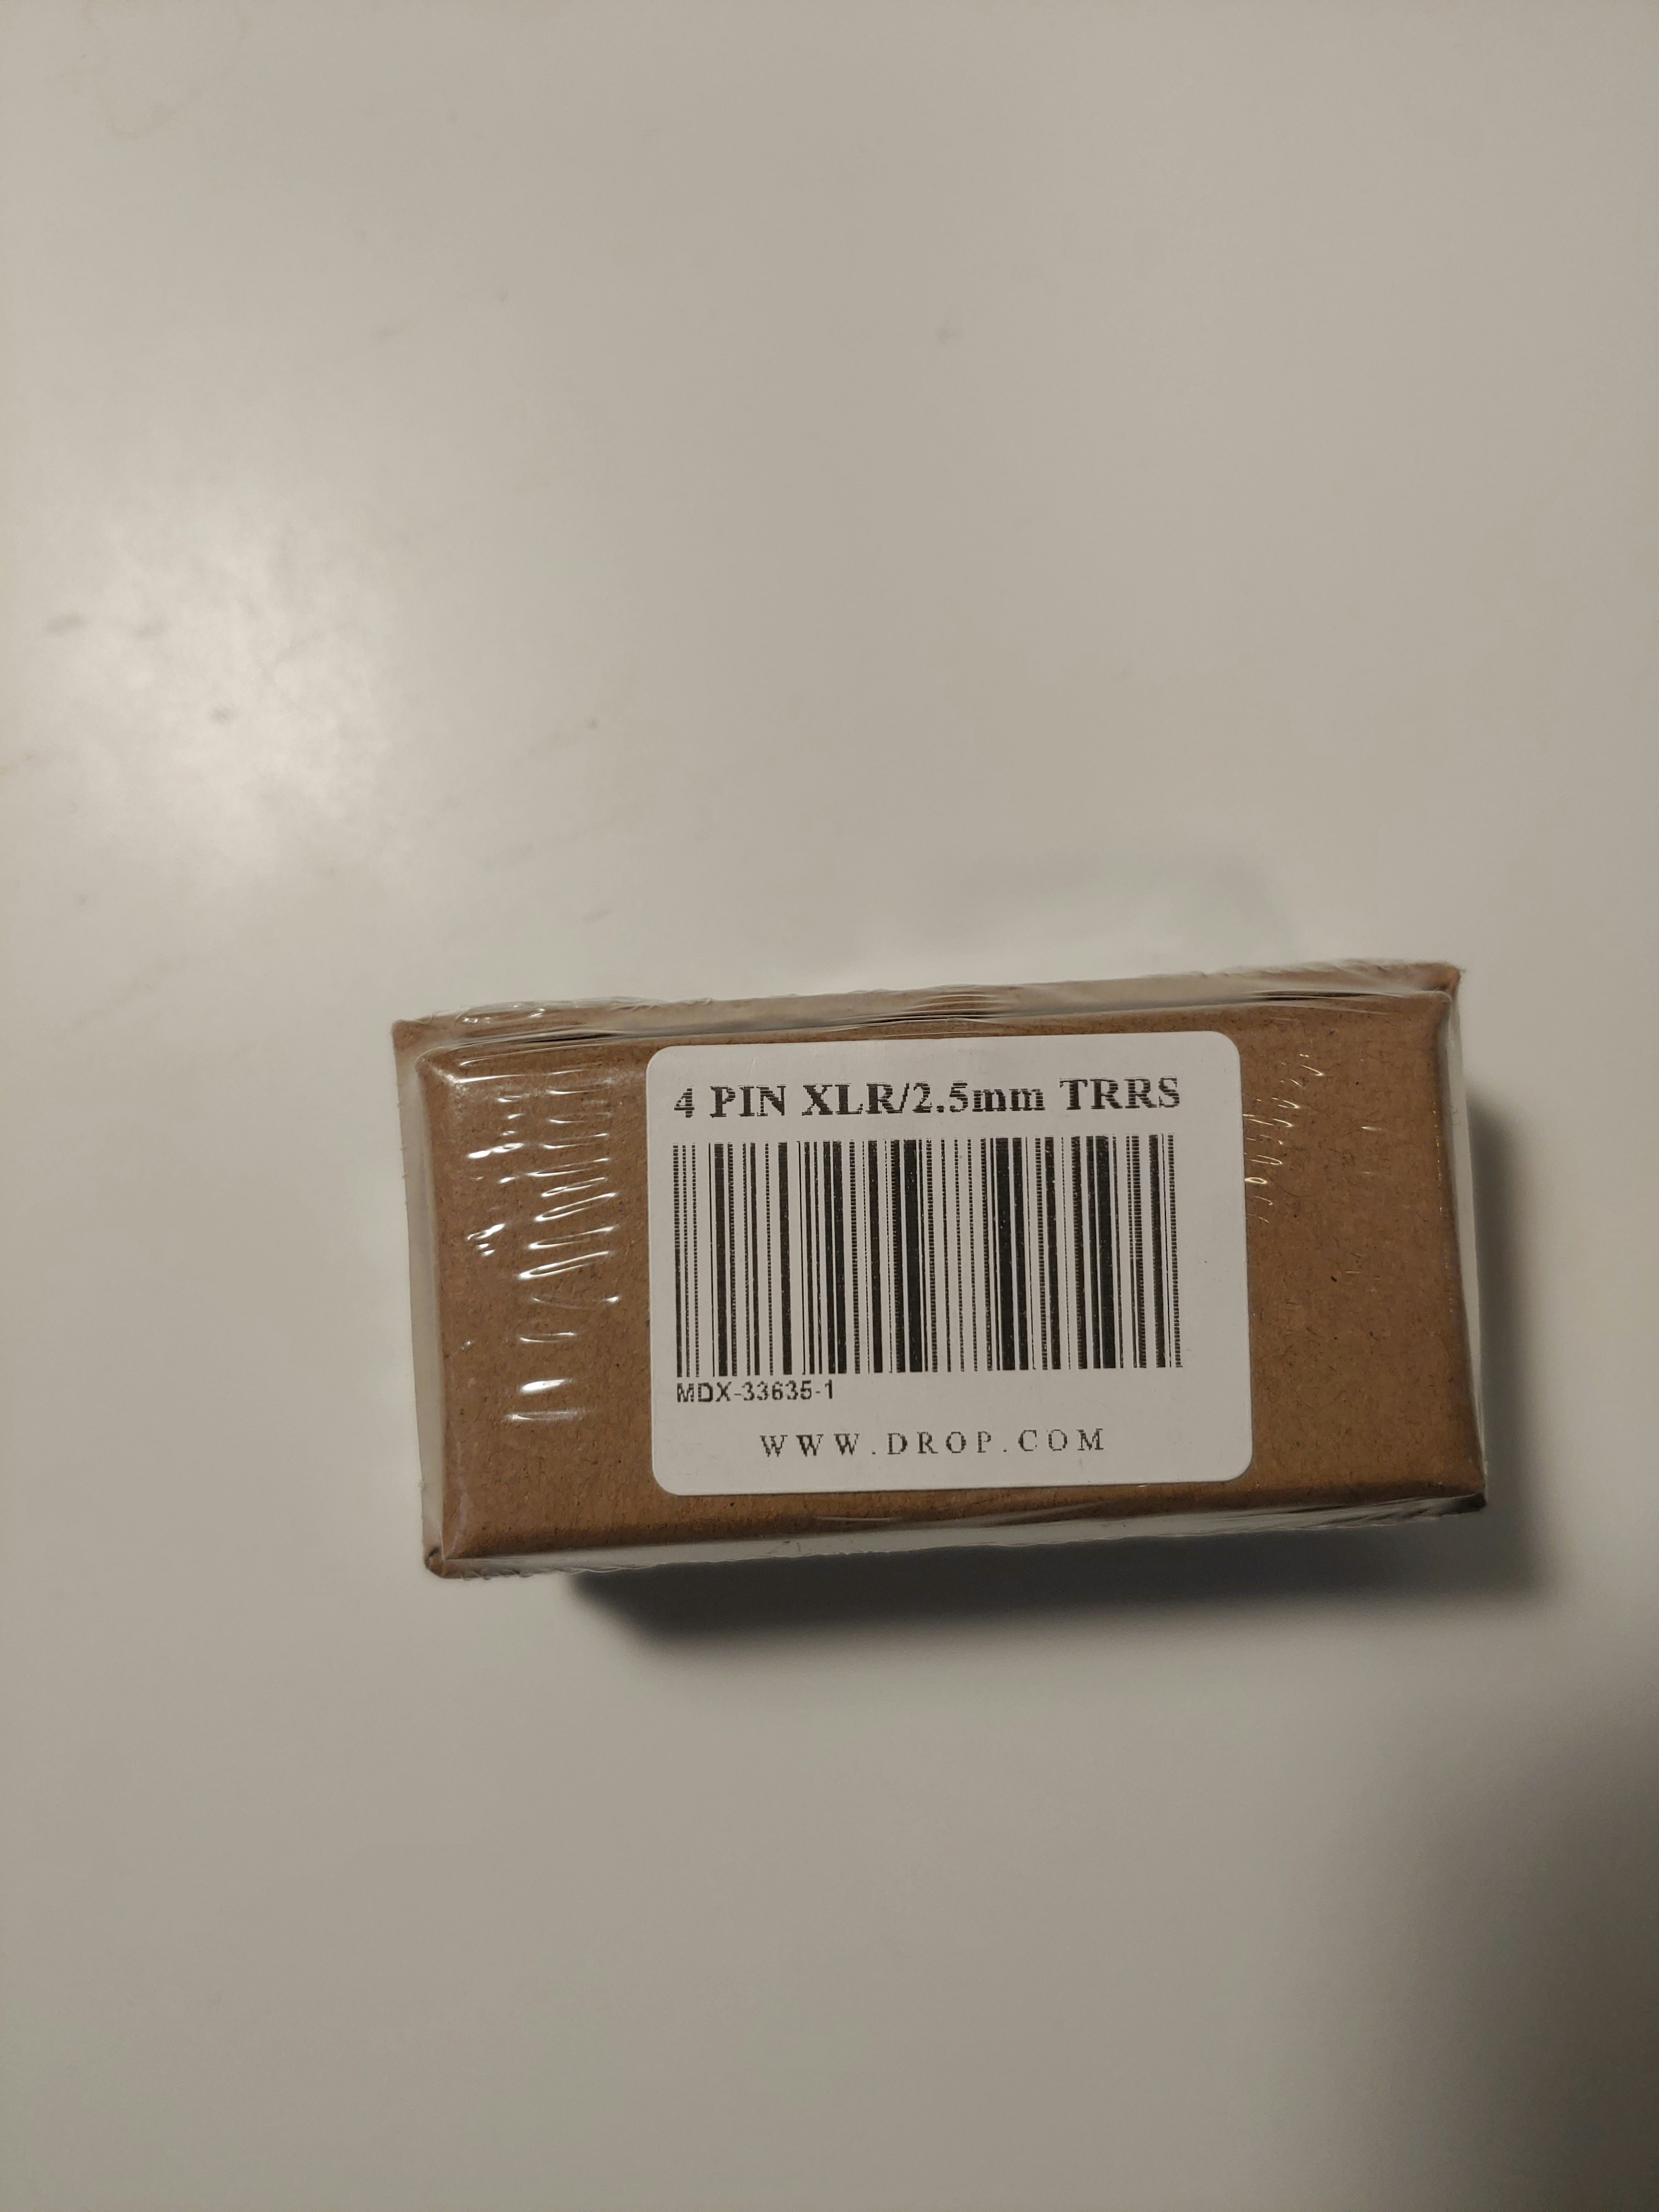 4 PIN XLR/2.5mm TRRS
MDX-33635-1
WWW.DROP.COM